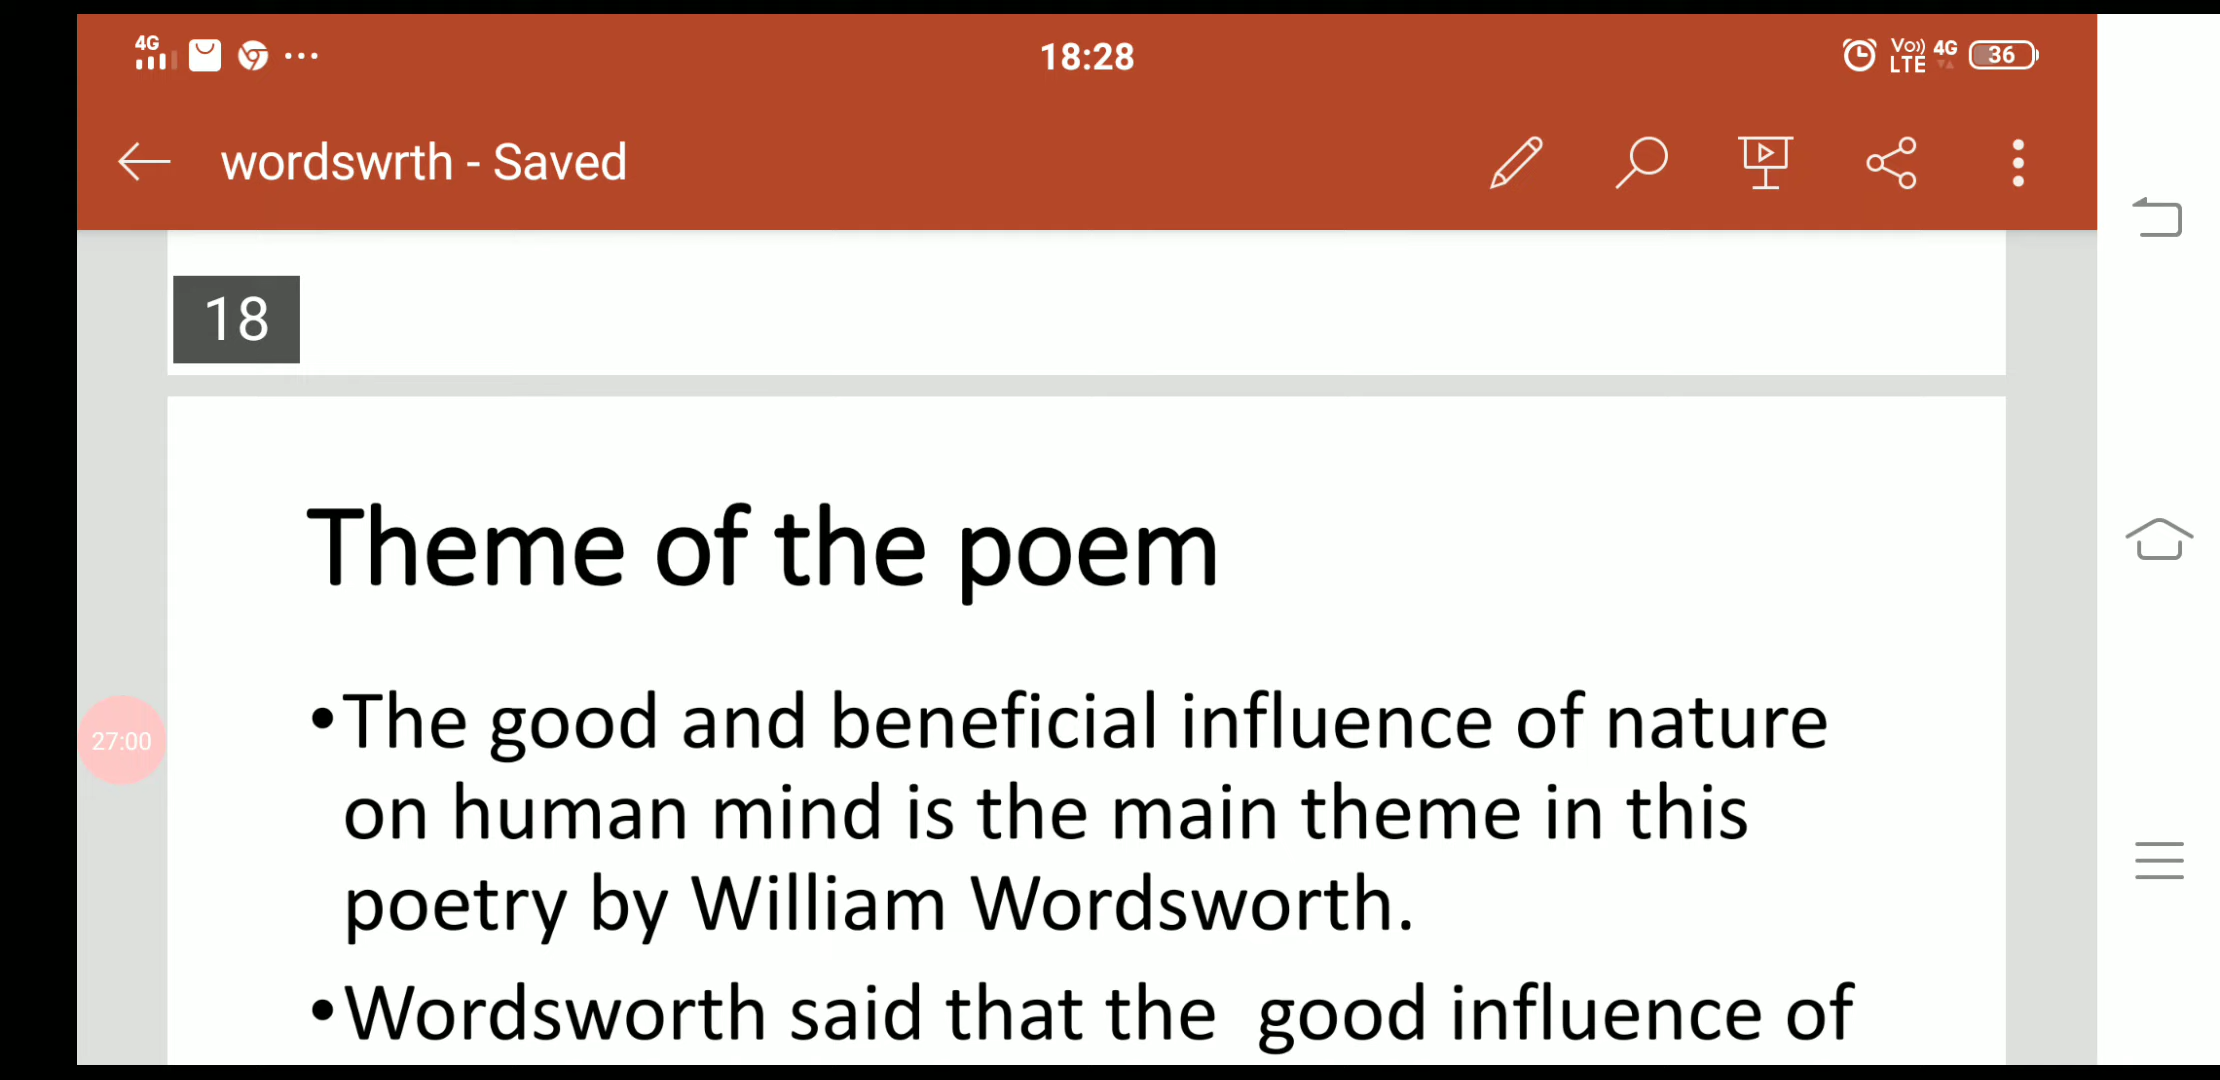 4G
18:28
Vo)) 4G
LTE
36
wordswrth - Saved
18
Theme of the poem
27:00
•The good and beneficial influence of nature
on human mind is the main theme in this
poetry by William Wordsworth.
•Wordsworth said that the good influence of